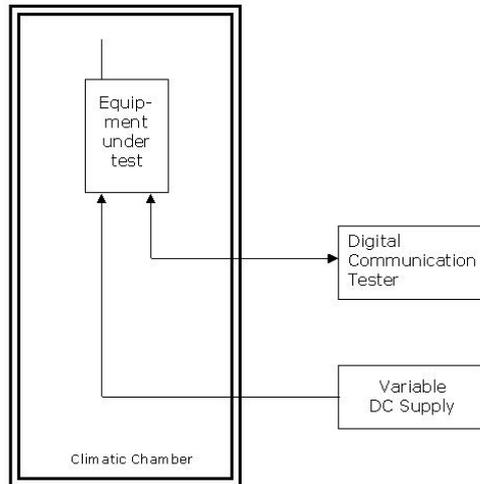 Equip-
ment
under
test
Digital
Communication
Tester
Variable
DC Supply
Climatic Chamber